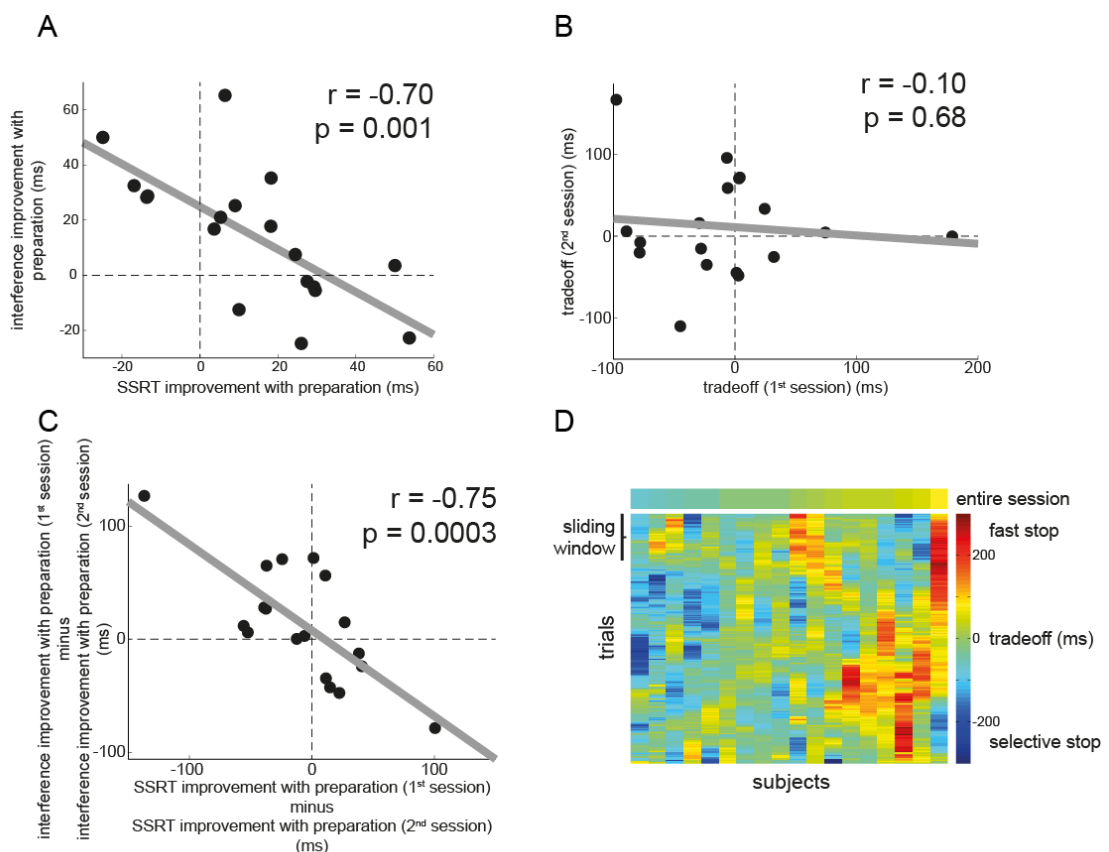 A
interference improvement with
preparation (ms)
60
40
20
0
-20
r = -0.70
p = 0.001
-20
0
20
40
60
SSRT improvement with preparation (ms)
B
tradeoff (2nd session) (ms)
100
0
-100
r = -0.10
p = 0.68
-100
0
100
200
tradeoff (1st session) (ms)
C
interference improvement with preparation (1st session)
minus
interference improvement with preparation (2nd session)
(ms)
100
0
-100
r = -0.75
p = 0.0003
-100
0
100
SSRT improvement with preparation (1st session)
minus
SSRT improvement with preparation (2nd session)
(ms)
D
entire session
sliding
window
trials
fast stop
200
0
tradeoff (ms)
-200
selective stop
subjects